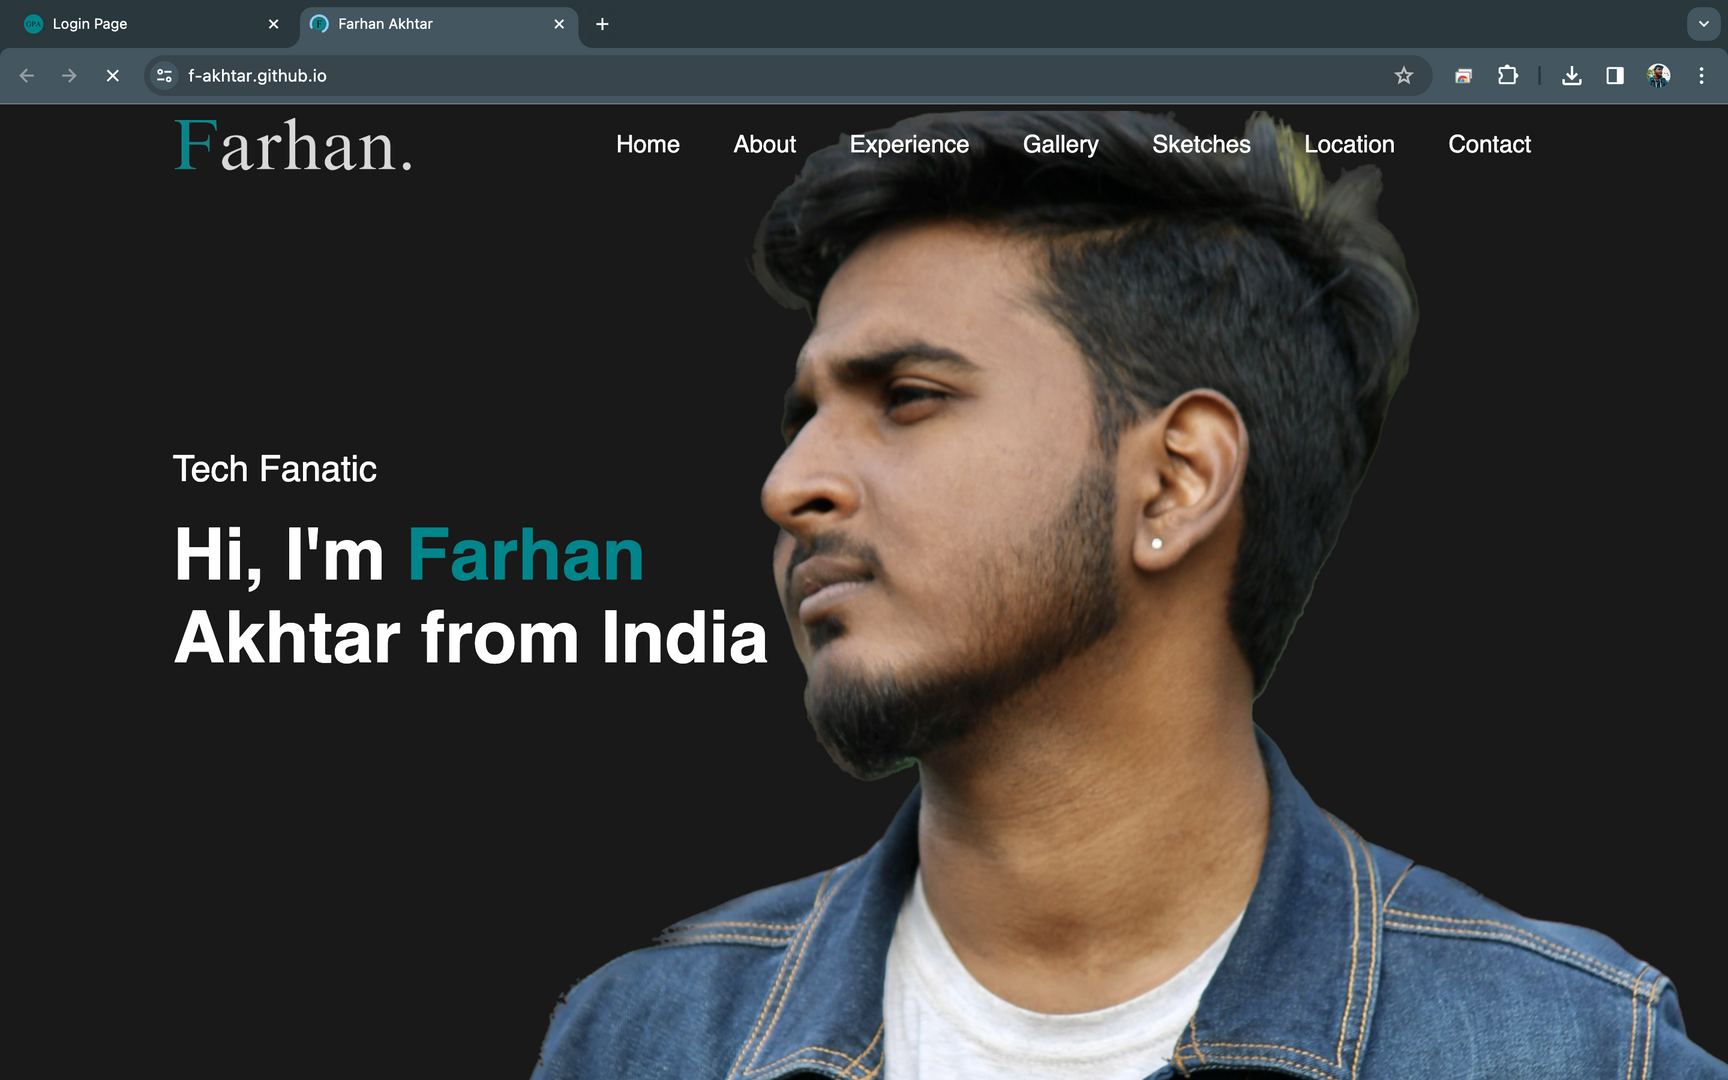 GPA
Login Page
F
Farhan Akhtar
f-akhtar.github.io
Farhan.
Home
About
Experience
Gallery
Sketches
Location
Contact
Tech Fanatic
Hi, I'm Farhan
Akhtar from India